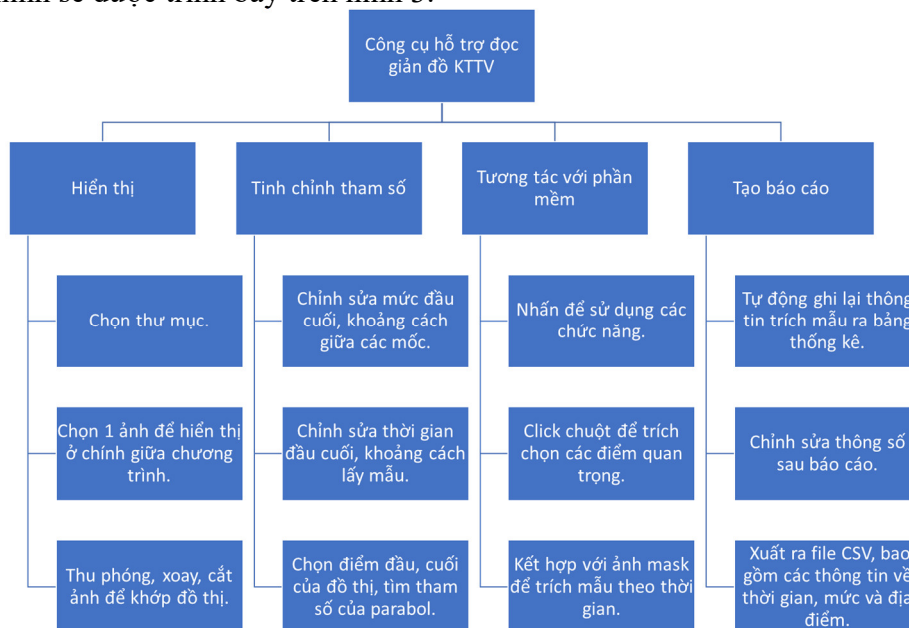 Công cụ hỗ trợ đọc
giản đồ KTTV
Hiển thị
Chọn thư mục.
Chọn 1 ảnh để hiển thị
ở chính giữa chương
trình.
Thu phóng, xoay, cắt
ảnh để khớp đồ thị.
Tinh chỉnh tham số
Chỉnh sửa mức đầu
cuối, khoảng cách
giữa các mốc.
Chỉnh sửa thời gian
đầu cuối, khoảng cách
lấy mẫu.
Chọn điểm đầu, cuối
của đồ thị, tìm tham
số của parabol.
Tương tác với phần
mềm
Nhấn để sử dụng các
chức năng.
Click chuột để trích
chọn các điểm quan
trọng.
Kết hợp với ảnh mask
để trích mẫu theo thời
gian.
Tạo báo cáo
Tự động ghi lại thông
tin trích mẫu ra bảng
thống kê.
Chỉnh sửa thông số
sau báo cáo.
Xuất ra file CSV, bao
gồm các thông tin về
thời gian, mức và địa
điểm.